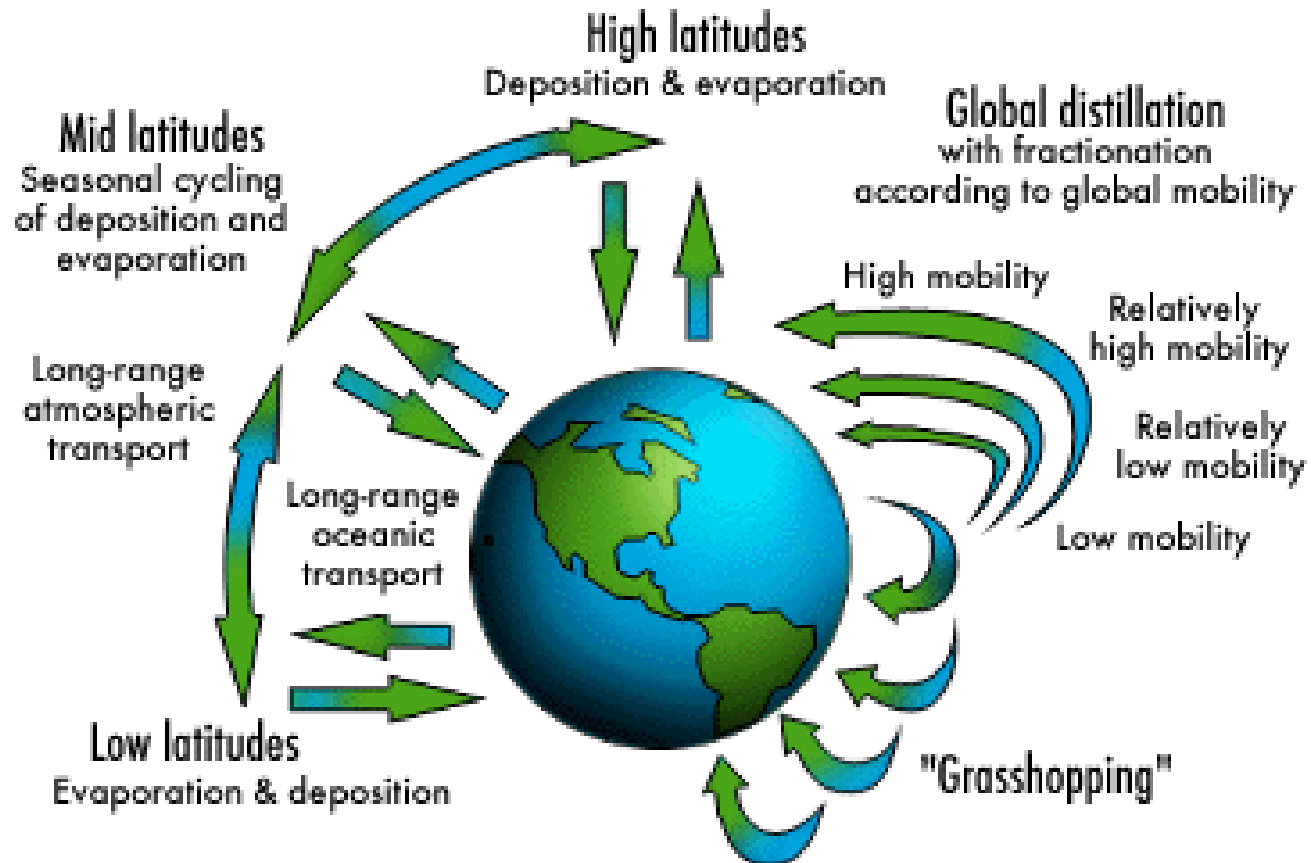 High latitudes
Deposition & evaporation
Mid latitudes
Seasonal cycling
of deposition and
evaporation
Global distillation
with fractionation
according to global mobility
High mobility
Relatively
high mobility
Relatively
low mobility
Low mobility
Long-range
atmospheric
transport
Long-range
oceanic
transport
Low latitudes
Evaporation & deposition
"Grasshopping"